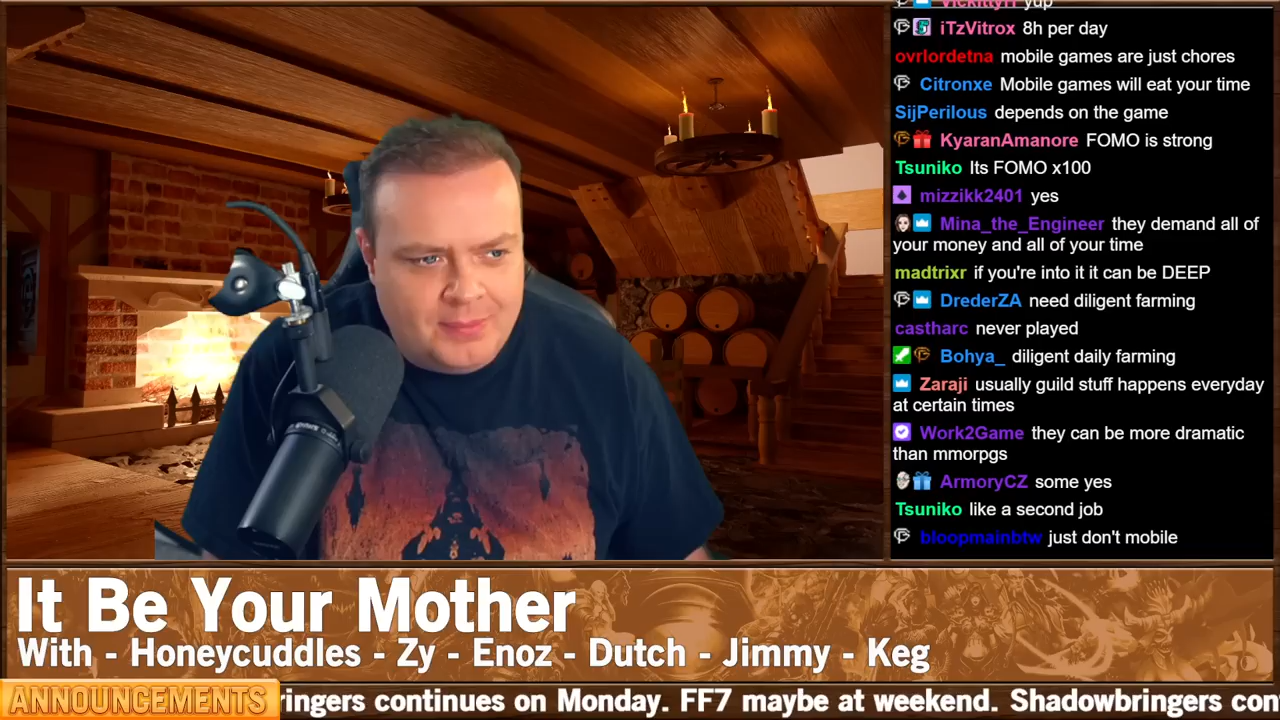 Vickittyrr yup
iTzVitrox 8h per day
ovrlordetna mobile games are just chores
Citronxe Mobile games will eat your time
SijPerilous depends on the game
KyaranAmanore FOMO is strong
Tsuniko Its FOMO x100
mizzikk2401 yes
Mina_the_Engineer they demand all of
your money and all of your time
madtrixr if you're into it it can be DEEP
DrederZA need diligent farming
castharc never played
Bohya_ diligent daily farming
Zaraji usually guild stuff happens everyday
at certain times
Work2Game they can be more dramatic
than mmorpgs
ArmoryCZ some yes
Tsuniko like a second job
bloopmainbtw just don't mobile
It Be Your Mother
With - Honeycuddles - Zy - Enoz - Dutch - Jimmy - Keg
ANNOUNCEMENTS ringers continues on Monday. FF7 maybe at weekend. Shadowbringers con